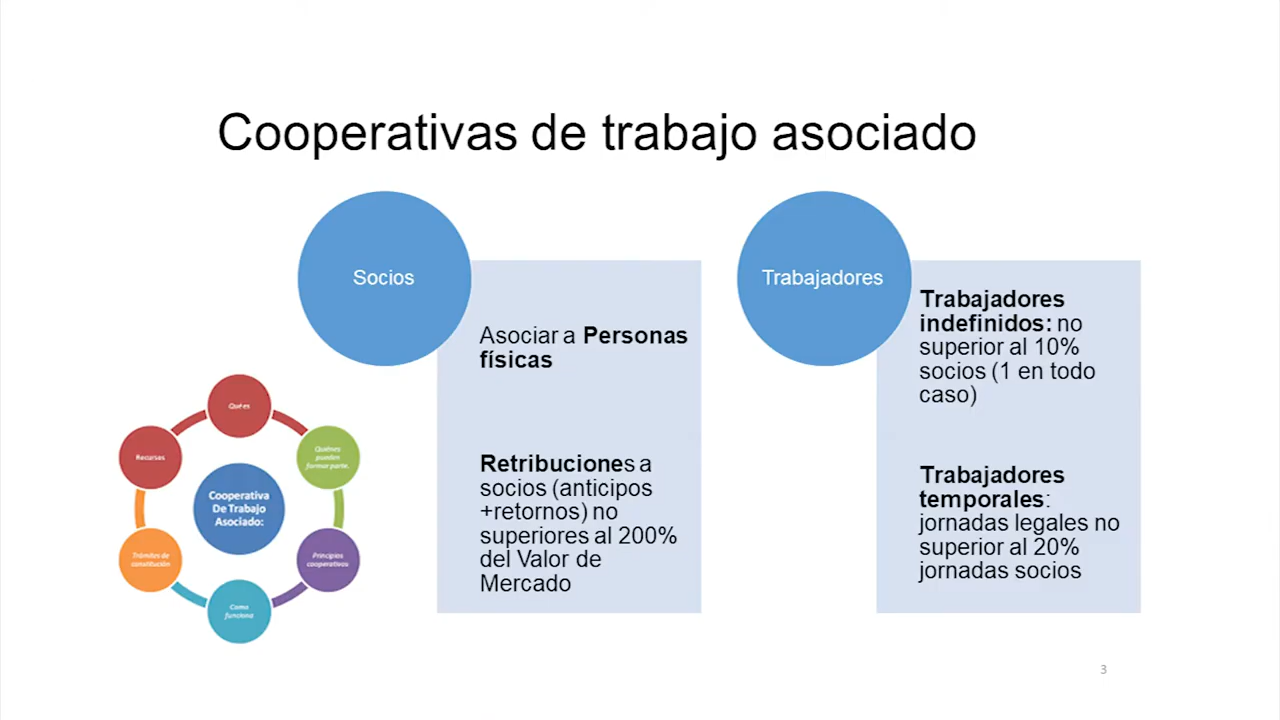 Cooperativas de trabajo asociado
Socios
Asociar a Personas
físicas
Retribuciones a
socios (anticipos
+retornos) no
superiores al 200%
del Valor de
Mercado
Trabajadores
Trabajadores
indefinidos: no
superior al 10%
socios (1 en todo
caso)
Trabajadores
temporales:
jornadas legales no
superior al 20%
jornadas socios
Qué es
Quiénes
pueden
formar parte.
Principios
cooperativos
Como
funciona
Trámites de
constitución
Recursos
Cooperativa
De Trabajo
Asociado:
3